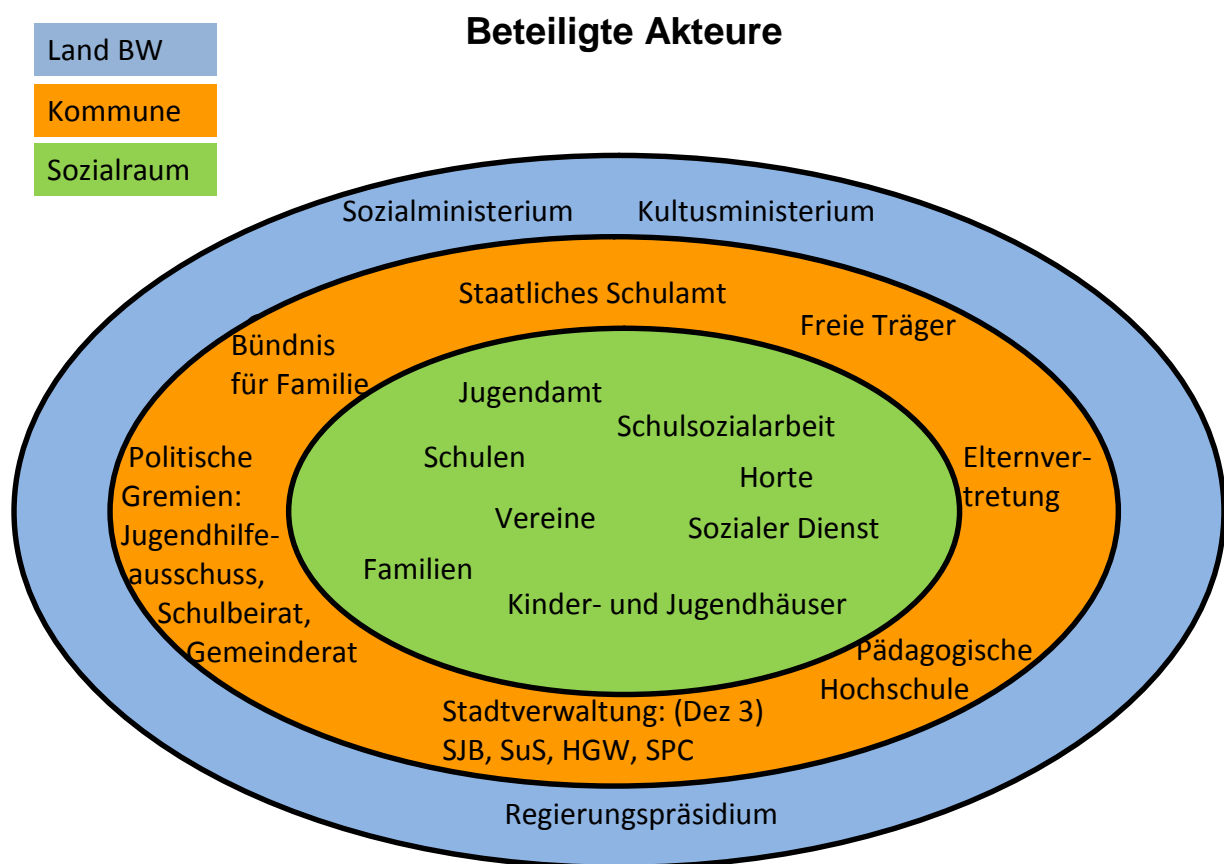 Beteiligte Akteure
Land BW
Kommune
Sozialraum
Sozialministerium
Kultusministerium
Staatliches Schulamt
Freie Träger
Bündnis
für Familie
Jugendamt
Schulsozialarbeit
Schulen
Horte
Vereine
Sozialer Dienst
Familien
Kinder- und Jugendhäuser
Politische
Gremien:
Jugendhilfe-
ausschuss,
Schulbeirat,
Gemeinderat
Elternver-
tretung
Pädagogische
Hochschule
Stadtverwaltung: (Dez 3)
SJB, SuS, HGW, SPC
Regierungspräsidium